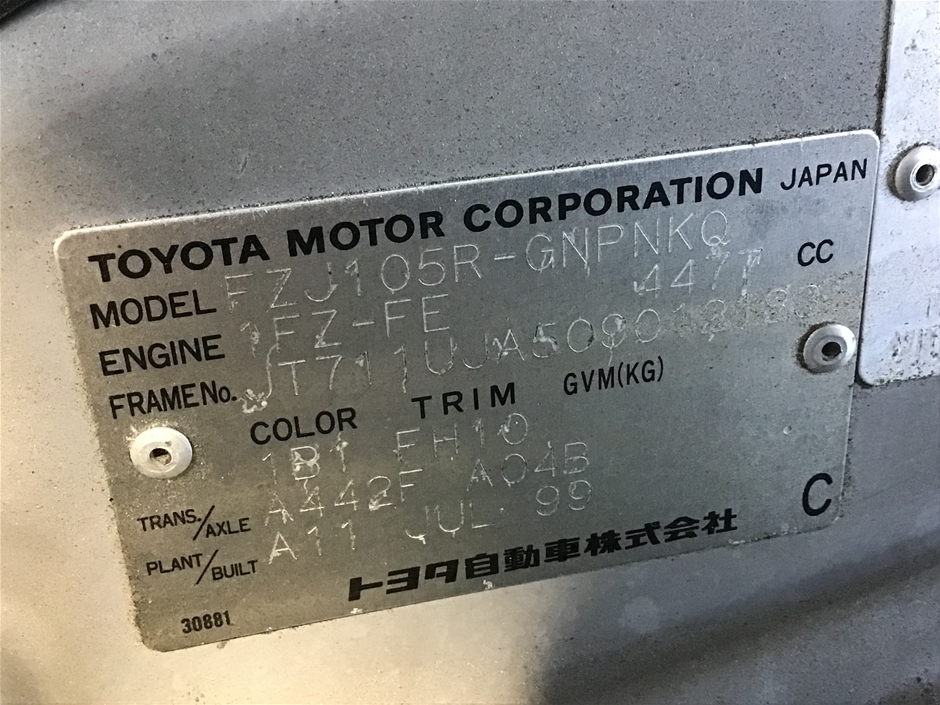 TOYOTA MOTOR CORPORATION JAPAN
MODEL FZJ105R-GNPNKQ
ENGINE 1FZ-FE 4477 CC
FRAME No.
COLOR TRIM GVM(KG)
1B1 FH10
TRANS./AXLE A442F A04B
PLANT/BUILT A11 JUL. 99
C
トヨタ自動車株式会社
30881